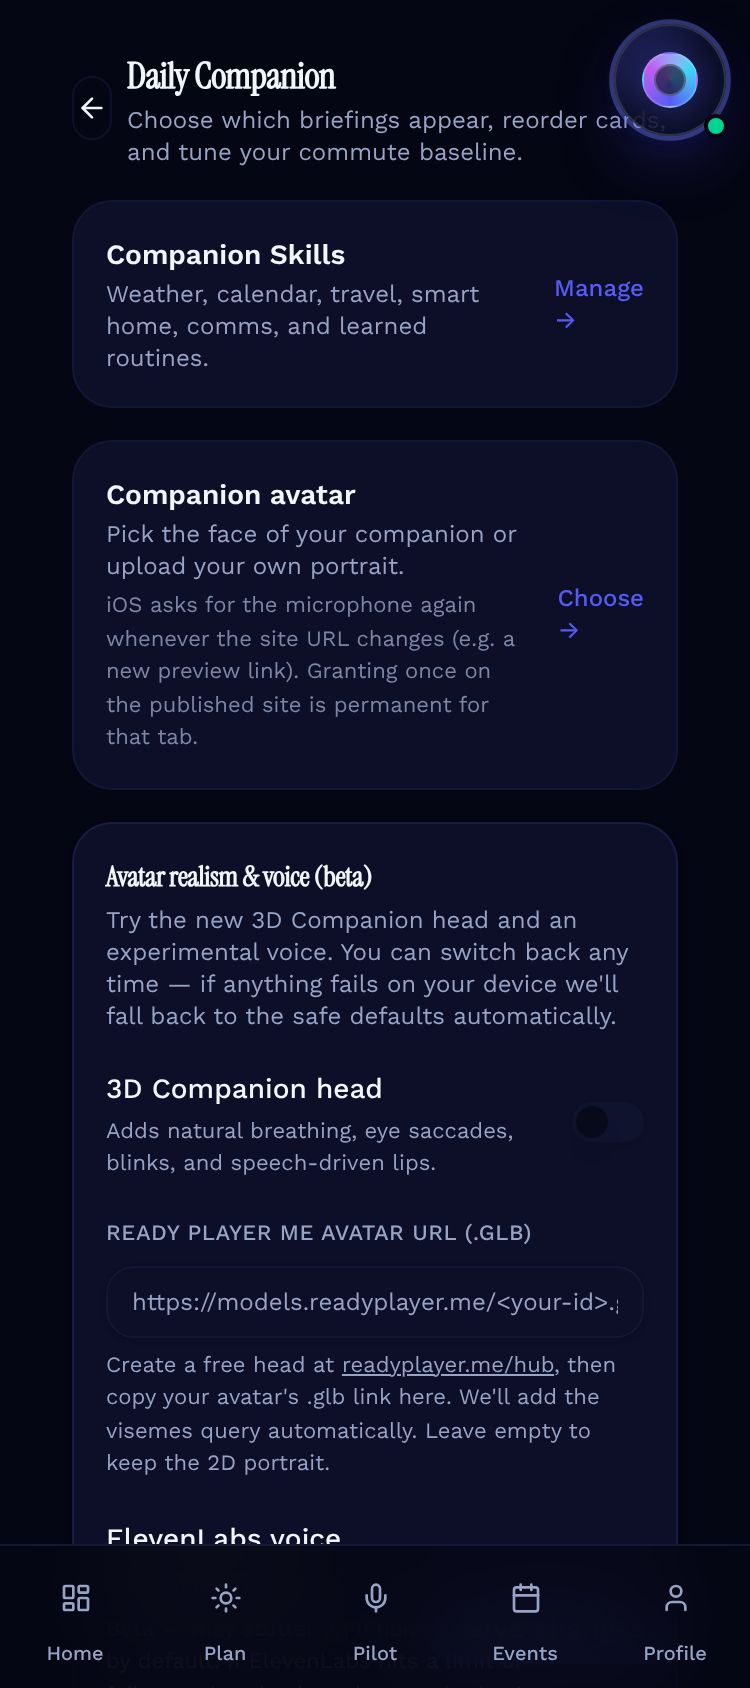 Daily Companion
Choose which briefings appear, reorder cards,
and tune your commute baseline.
Companion Skills
Weather, calendar, travel, smart
home, comms, and learned
routines.
Manage
→
Companion avatar
Pick the face of your companion or
upload your own portrait.
iOS asks for the microphone again
whenever the site URL changes (e.g. a
new preview link). Granting once on
the published site is permanent for
that tab.
Choose
→
Avatar realism & voice (beta)
Try the new 3D Companion head and an
experimental voice. You can switch back any
time — if anything fails on your device we'll
fall back to the safe defaults automatically.
3D Companion head
Adds natural breathing, eye saccades,
blinks, and speech-driven lips.
READY PLAYER ME AVATAR URL (.GLB)
https://models.readyplayer.me/<your-id>.g
Create a free head at readyplayer.me/hub, then
copy your avatar's .glb link here. We'll add the
visemes query automatically. Leave empty to
keep the 2D portrait.
ElevenLabs voice
by default. If ElevenLabs hits a limit or
Home
Plan
Pilot
Events
Profile